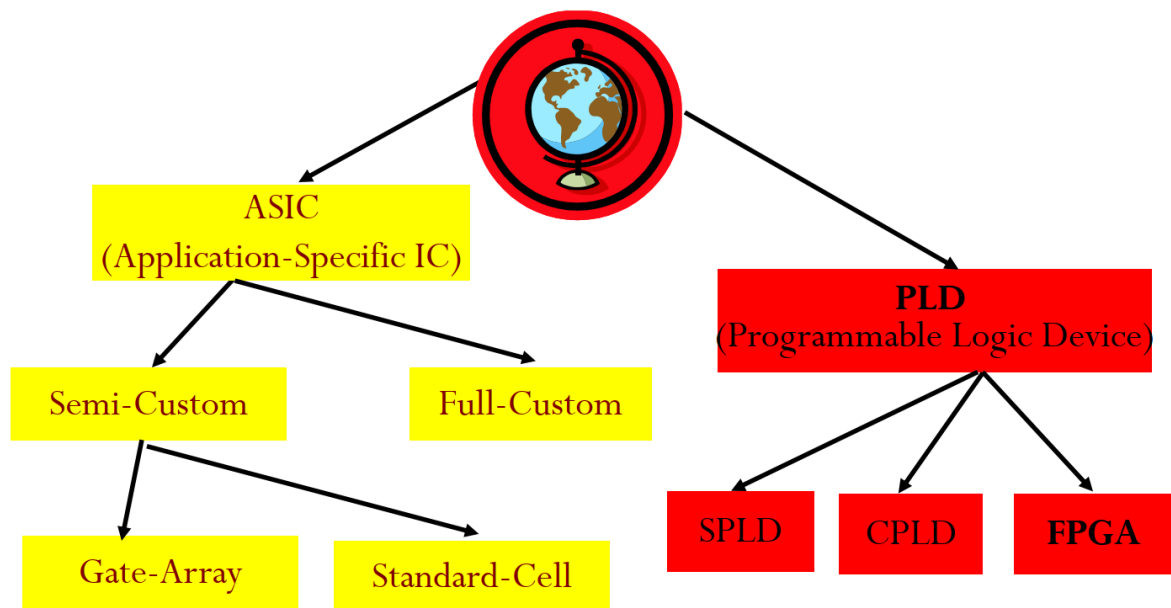 ASIC
(Application-Specific IC)
PLD
(Programmable Logic Device)
Semi-Custom
Full-Custom
SPLD
CPLD
FPGA
Gate-Array
Standard-Cell